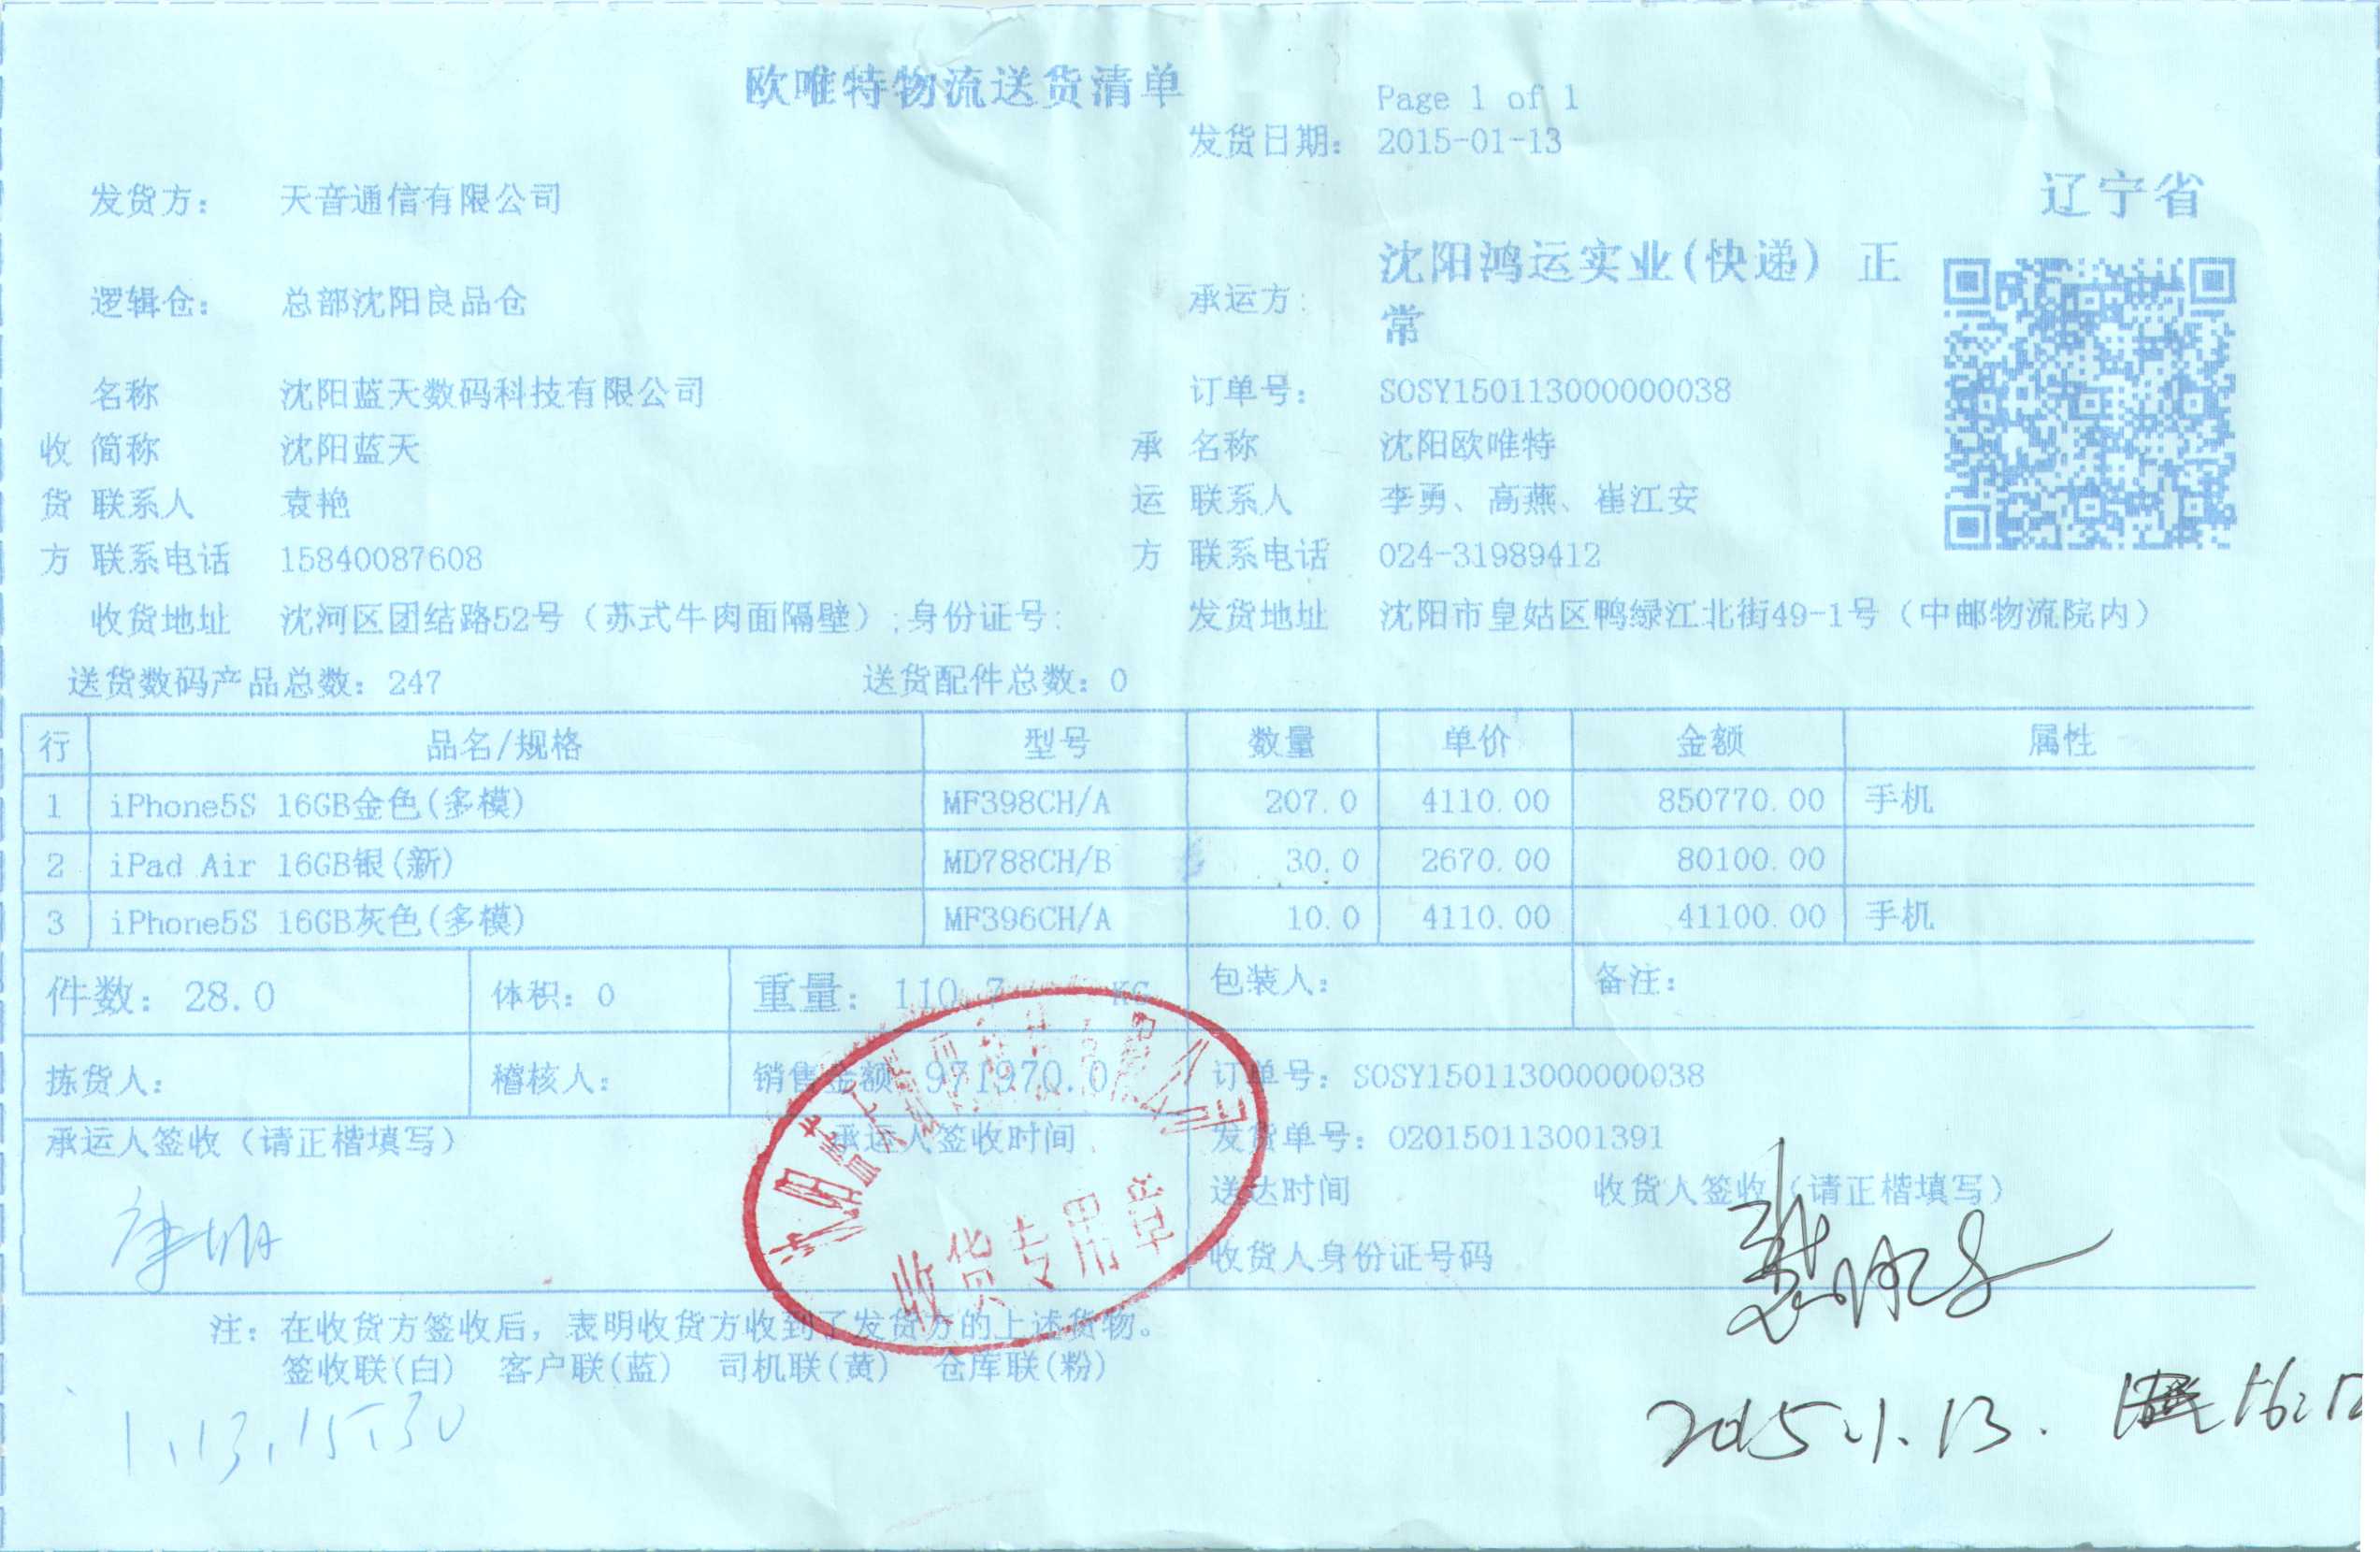 欧唯特物流送货清单
Page 1 of 1
发货日期： 2015-01-13
辽宁省
发货方： 天音通信有限公司
沈阳鸿运实业(快递) 正
逻辑仓： 总部沈阳良品仓 承运方：
常
名称 沈阳蓝天数码科技有限公司 订单号： SOSY150113000000038
收 简称 沈阳蓝天 承 名称 沈阳欧唯特
货 联系人 袁艳 运 联系人 李勇、高燕、崔江安
方 联系电话 15840087608 方 联系电话 024-31989412
收货地址 沈河区团结路52号（苏式牛肉面隔壁）;身份证号: 发货地址 沈阳市皇姑区鸭绿江北街49-1号（中邮物流院内）
送货数码产品总数：247 送货配件总数：0
行 品名/规格 型号 数量 单价 金额 属性
1 iPhone5S 16GB金色(多模) MF398CH/A 207.0 4110.00 850770.00 手机
2 iPad Air 16GB银(新) MD788CH/B 30.0 2670.00 80100.00
3 iPhone5S 16GB灰色(多模) MF396CH/A 10.0 4110.00 41100.00 手机
件数：28.0 体积：0 重量：110.7 KG 包装人： 备注：
拣货人： 稽核人： 销售金额 971970.0 订单号：SOSY150113000000038
承运人签收（请正楷填写） 承运人签收时间 发货单号：020150113001391
送达时间 收货人签收（请正楷填写）
收货人身份证号码
收货专用章
注：在收货方签收后，表明收货方收到了发货方的上述货物。
签收联(白) 客户联(蓝) 司机联(黄) 仓库联(粉)
1.13.15:30
2015.1.13.